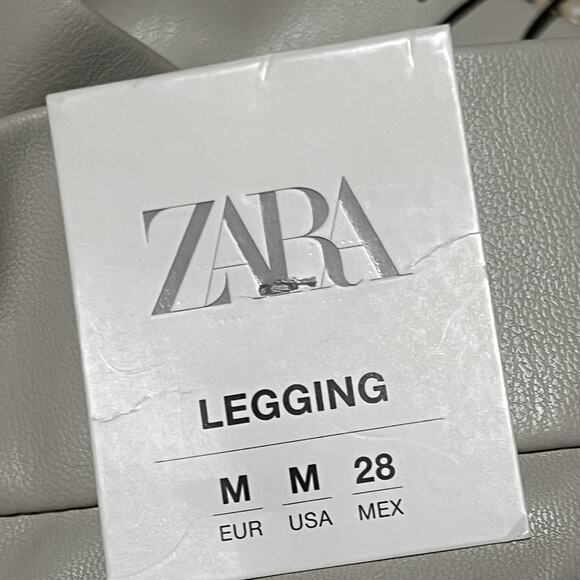 ZARA
LEGGING
M M 28
EUR USA MEX